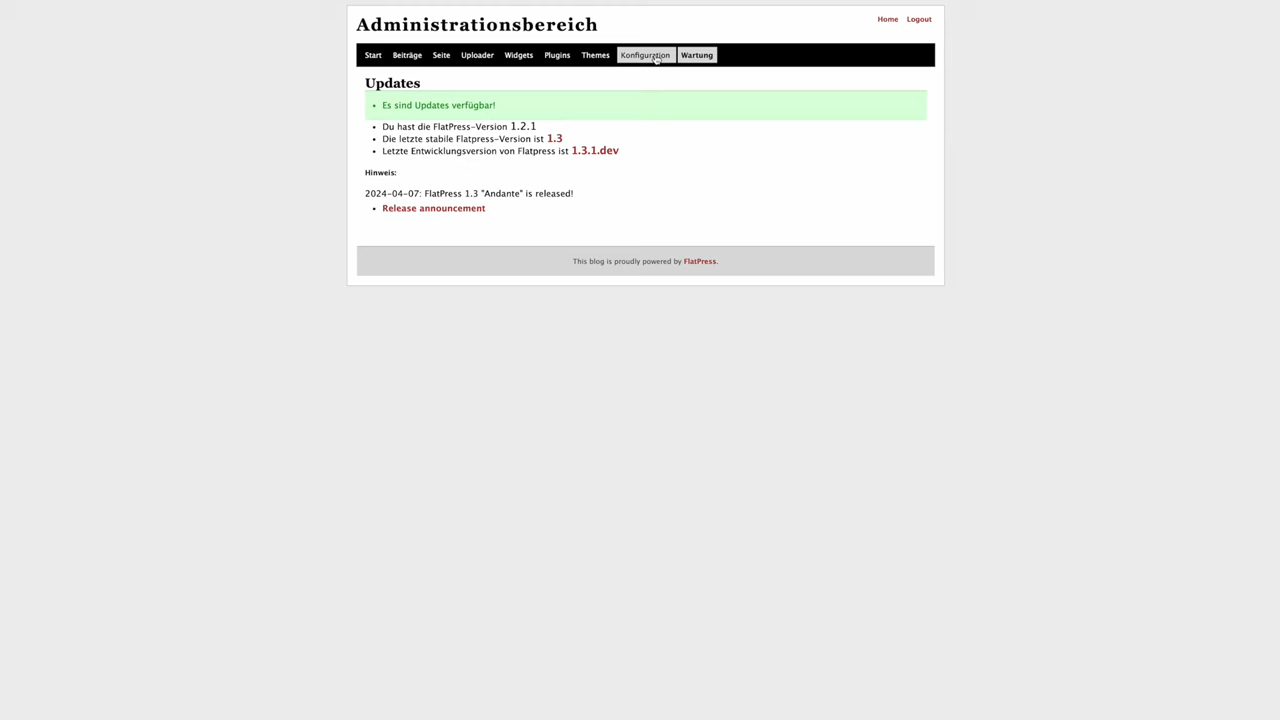 Administrationsbereich
Home Logout
Start Beiträge Seite Uploader Widgets Plugins Themes Konfiguration Wartung
Updates
Es sind Updates verfügbar!
Du hast die FlatPress-Version 1.2.1
Die letzte stabile Flatpress-Version ist 1.3
Letzte Entwicklungsversion von Flatpress ist 1.3.1.dev
Hinweis:
2024-04-07: FlatPress 1.3 "Andante" is released!
Release announcement
This blog is proudly powered by FlatPress.